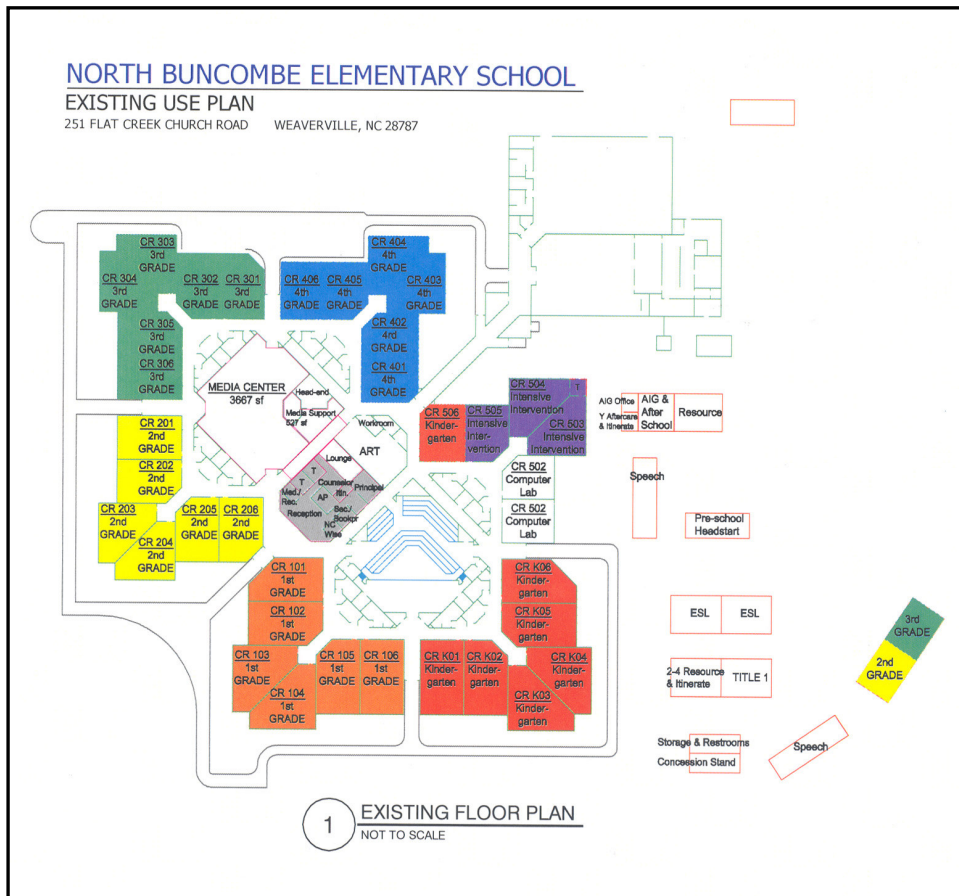 NORTH BUNCOMBE ELEMENTARY SCHOOL
EXISTING USE PLAN
251 FLAT CREEK CHURCH ROAD WEAVERVILLE, NC 28787
CR 303
3rd
GRADE
CR 304
3rd
GRADE
CR 302
3rd
GRADE
CR 301
3rd
GRADE
CR 305
3rd
GRADE
CR 306
3rd
GRADE
CR 404
4th
GRADE
CR 406
4th
GRADE
CR 405
4th
GRADE
CR 403
4th
GRADE
CR 402
4rd
GRADE
CR 401
4th
GRADE
MEDIA CENTER
3667 sf
Head-end
Media Support
527 sf
Workroom
ART
Lounge
T
T
Counselor
Itin.
Principal
Med./
Rec.
AP
Reception
Sec./
Bookpr
NC
Wise
CR 506
Kinder-
garten
CR 505
Intensive
Inter-
vention
CR 504
Intensive
Intervention
T
CR 503
Intensive
Intervention
CR 502
Computer
Lab
CR 502
Computer
Lab
AIG Office
Y Aftercare
& Itinerate
AIG &
After
School
Resource
Speech
Pre-school
Headstart
CR 201
2nd
GRADE
CR 202
2nd
GRADE
CR 203
2nd
GRADE
CR 204
2nd
GRADE
CR 205
2nd
GRADE
CR 206
2nd
GRADE
CR 101
1st
GRADE
CR 102
1st
GRADE
CR 103
1st
GRADE
CR 104
1st
GRADE
CR 105
1st
GRADE
CR 106
1st
GRADE
CR K06
Kinder-
garten
CR K05
Kinder-
garten
CR K01
Kinder-
garten
CR K02
Kinder-
garten
CR K04
Kinder-
garten
CR K03
Kinder-
garten
ESL
ESL
3rd
GRADE
2nd
GRADE
2-4 Resource
& Itinerate
TITLE 1
Storage & Restrooms
Concession Stand
Speech
1
EXISTING FLOOR PLAN
NOT TO SCALE